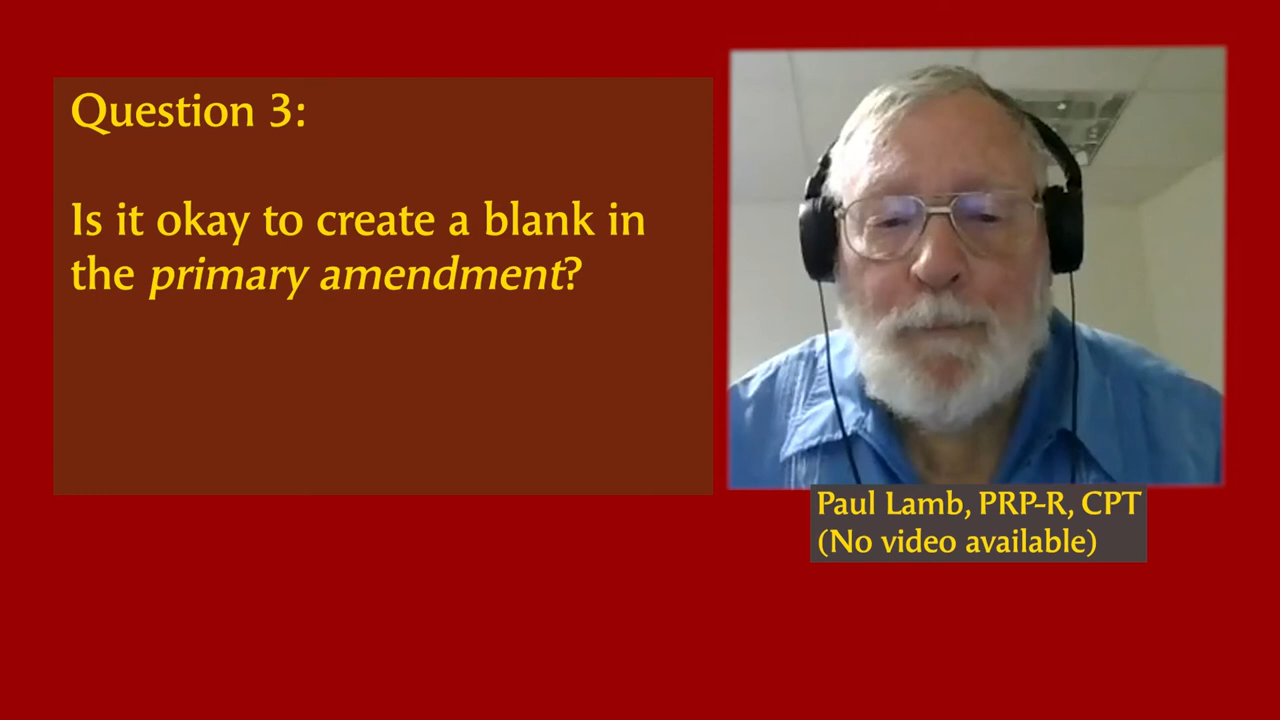 Question 3:
Is it okay to create a blank in
the primary amendment?
Paul Lamb, PRP-R, CPT
(No video available)